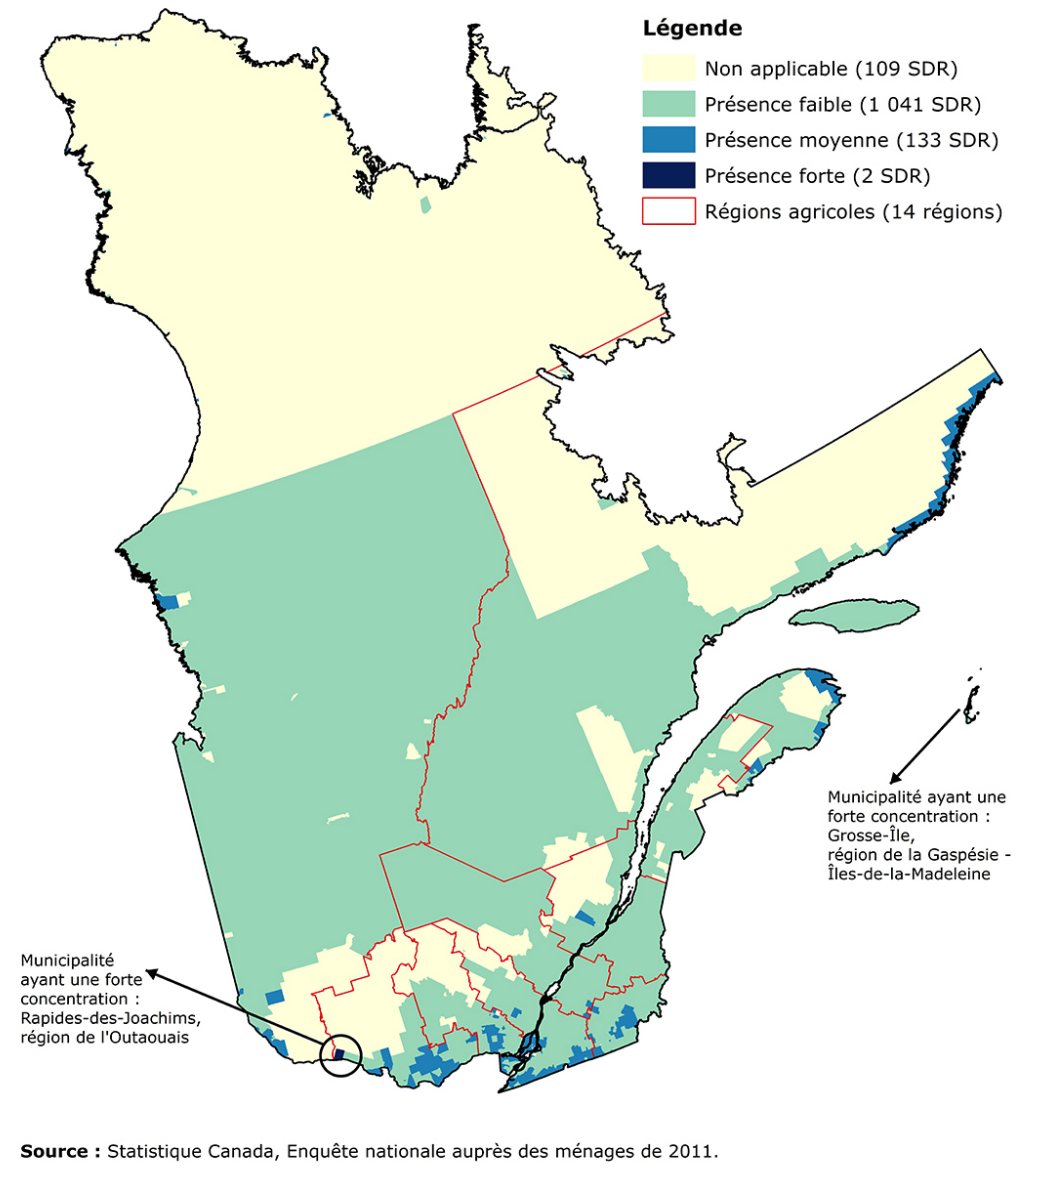 Légende
Non applicable (109 SDR)
Présence faible (1 041 SDR)
Présence moyenne (133 SDR)
Présence forte (2 SDR)
Régions agricoles (14 régions)
Municipalité ayant une
forte concentration :
Grosse-Île,
région de la Gaspésie -
Îles-de-la-Madeleine
Municipalité
ayant une forte
concentration :
Rapides-des-Joachims,
région de l'Outaouais
Source : Statistique Canada, Enquête nationale auprès des ménages de 2011.